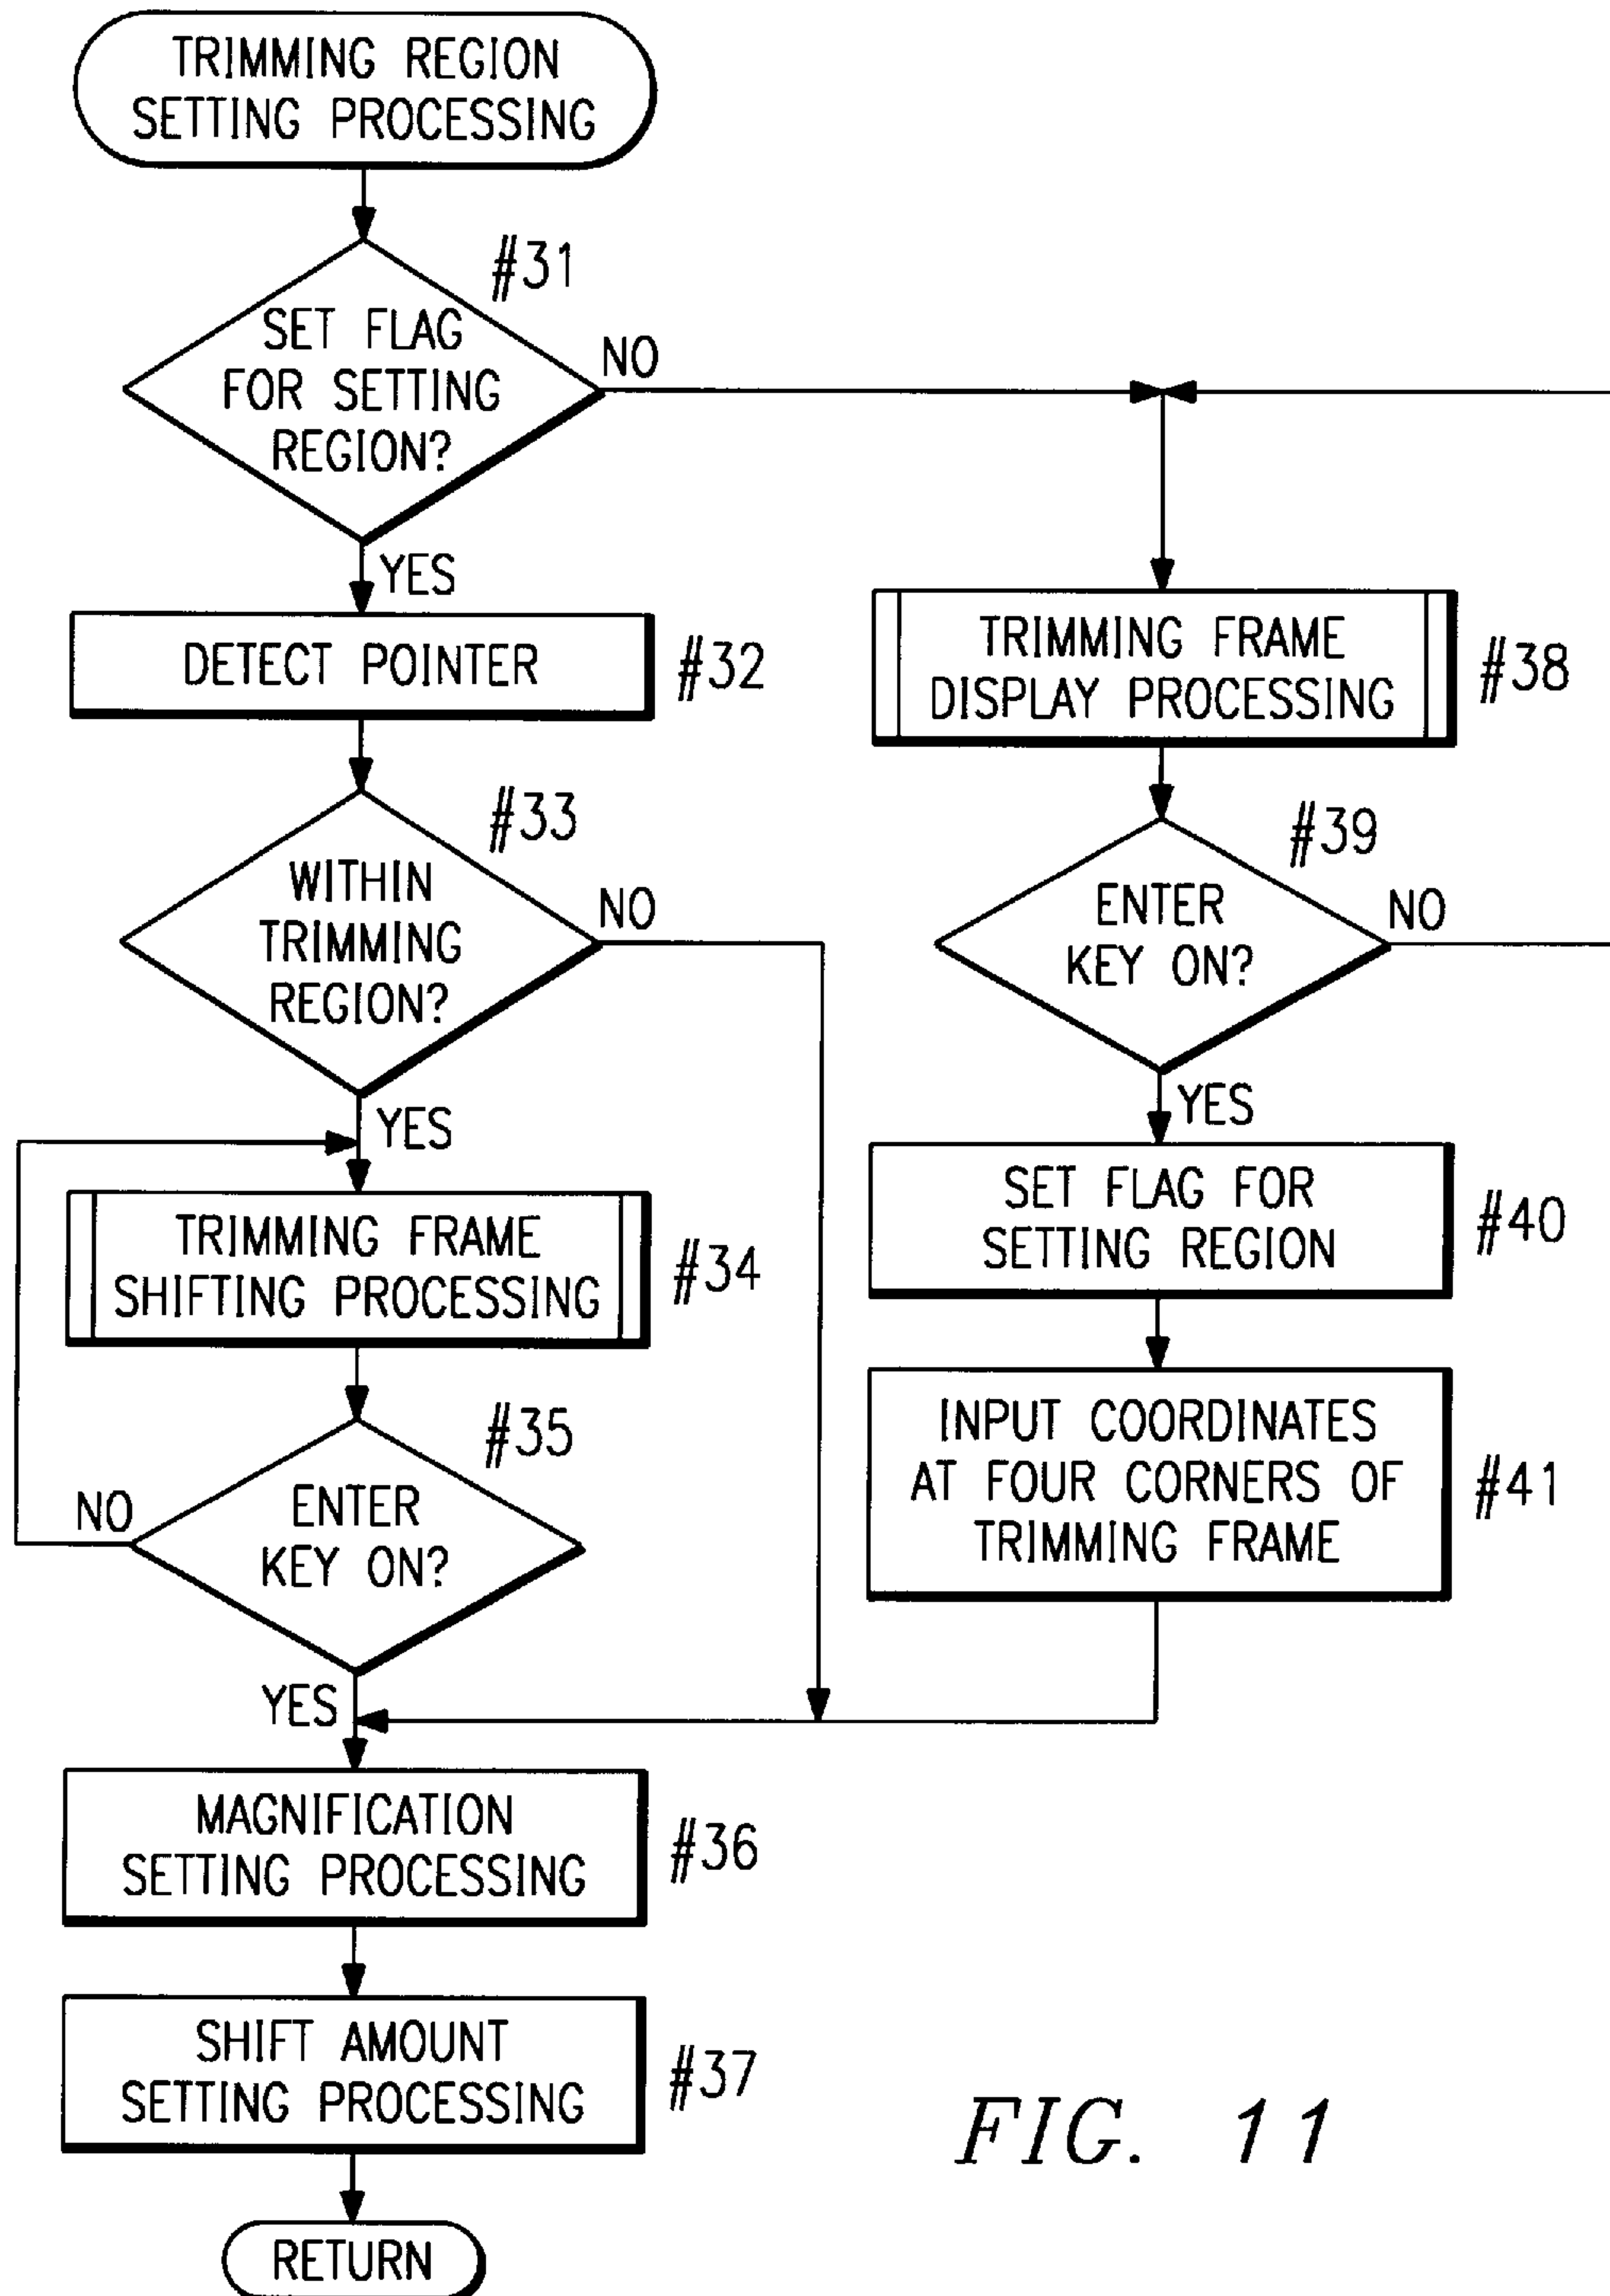 TRIMMING REGION
SETTING PROCESSING
#31
SET FLAG
FOR SETTING
REGION?
NO
YES
DETECT POINTER
#32
#33
WITHIN
TRIMMING
REGION?
NO
YES
TRIMMING FRAME
SHIFTING PROCESSING
#34
#35
ENTER
KEY ON?
NO
YES
MAGNIFICATION
SETTING PROCESSING
#36
SHIFT AMOUNT
SETTING PROCESSING
#37
RETURN
TRIMMING FRAME
DISPLAY PROCESSING
#38
#39
ENTER
KEY ON?
NO
YES
SET FLAG FOR
SETTING REGION
#40
INPUT COORDINATES
AT FOUR CORNERS OF
TRIMMING FRAME
#41
FIG. 11